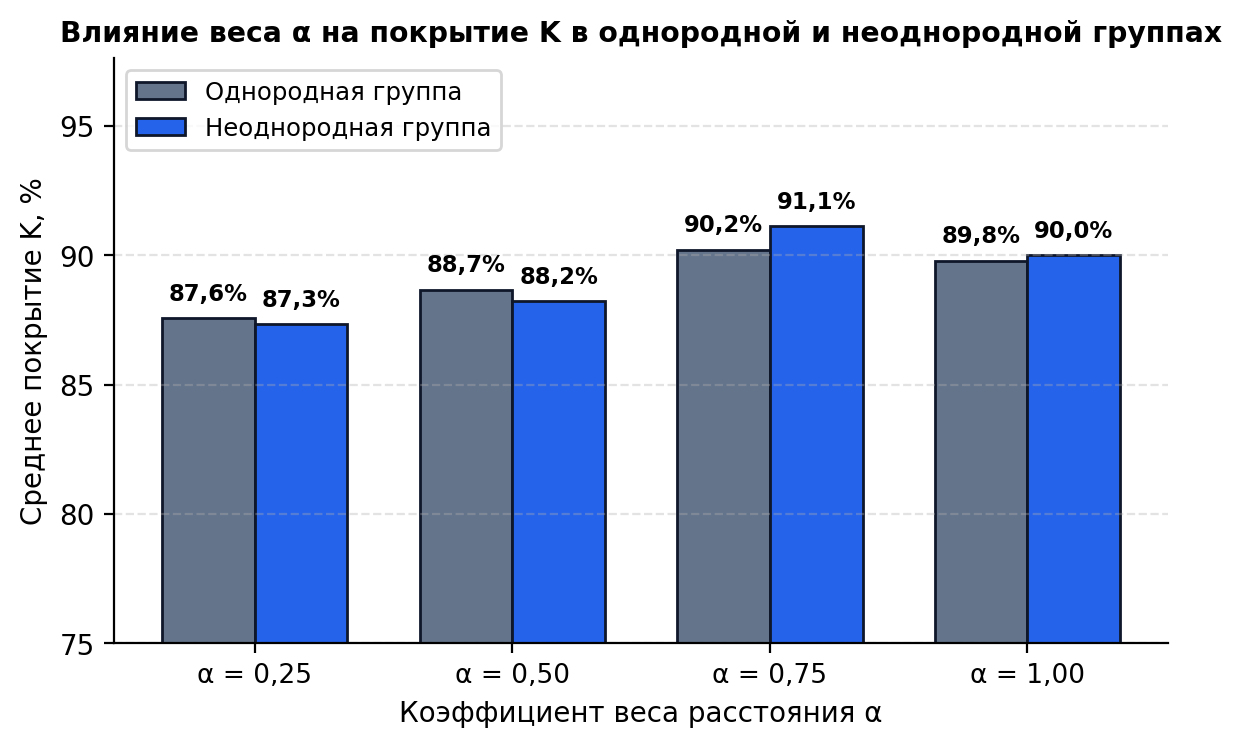 Влияние веса α на покрытие K в однородной и неоднородной группах
Однородная группа
Неоднородная группа
Среднее покрытие K, %
95
90
85
80
75
87,6%
87,3%
88,7%
88,2%
90,2%
91,1%
89,8%
90,0%
α = 0,25
α = 0,50
α = 0,75
α = 1,00
Коэффициент веса расстояния α